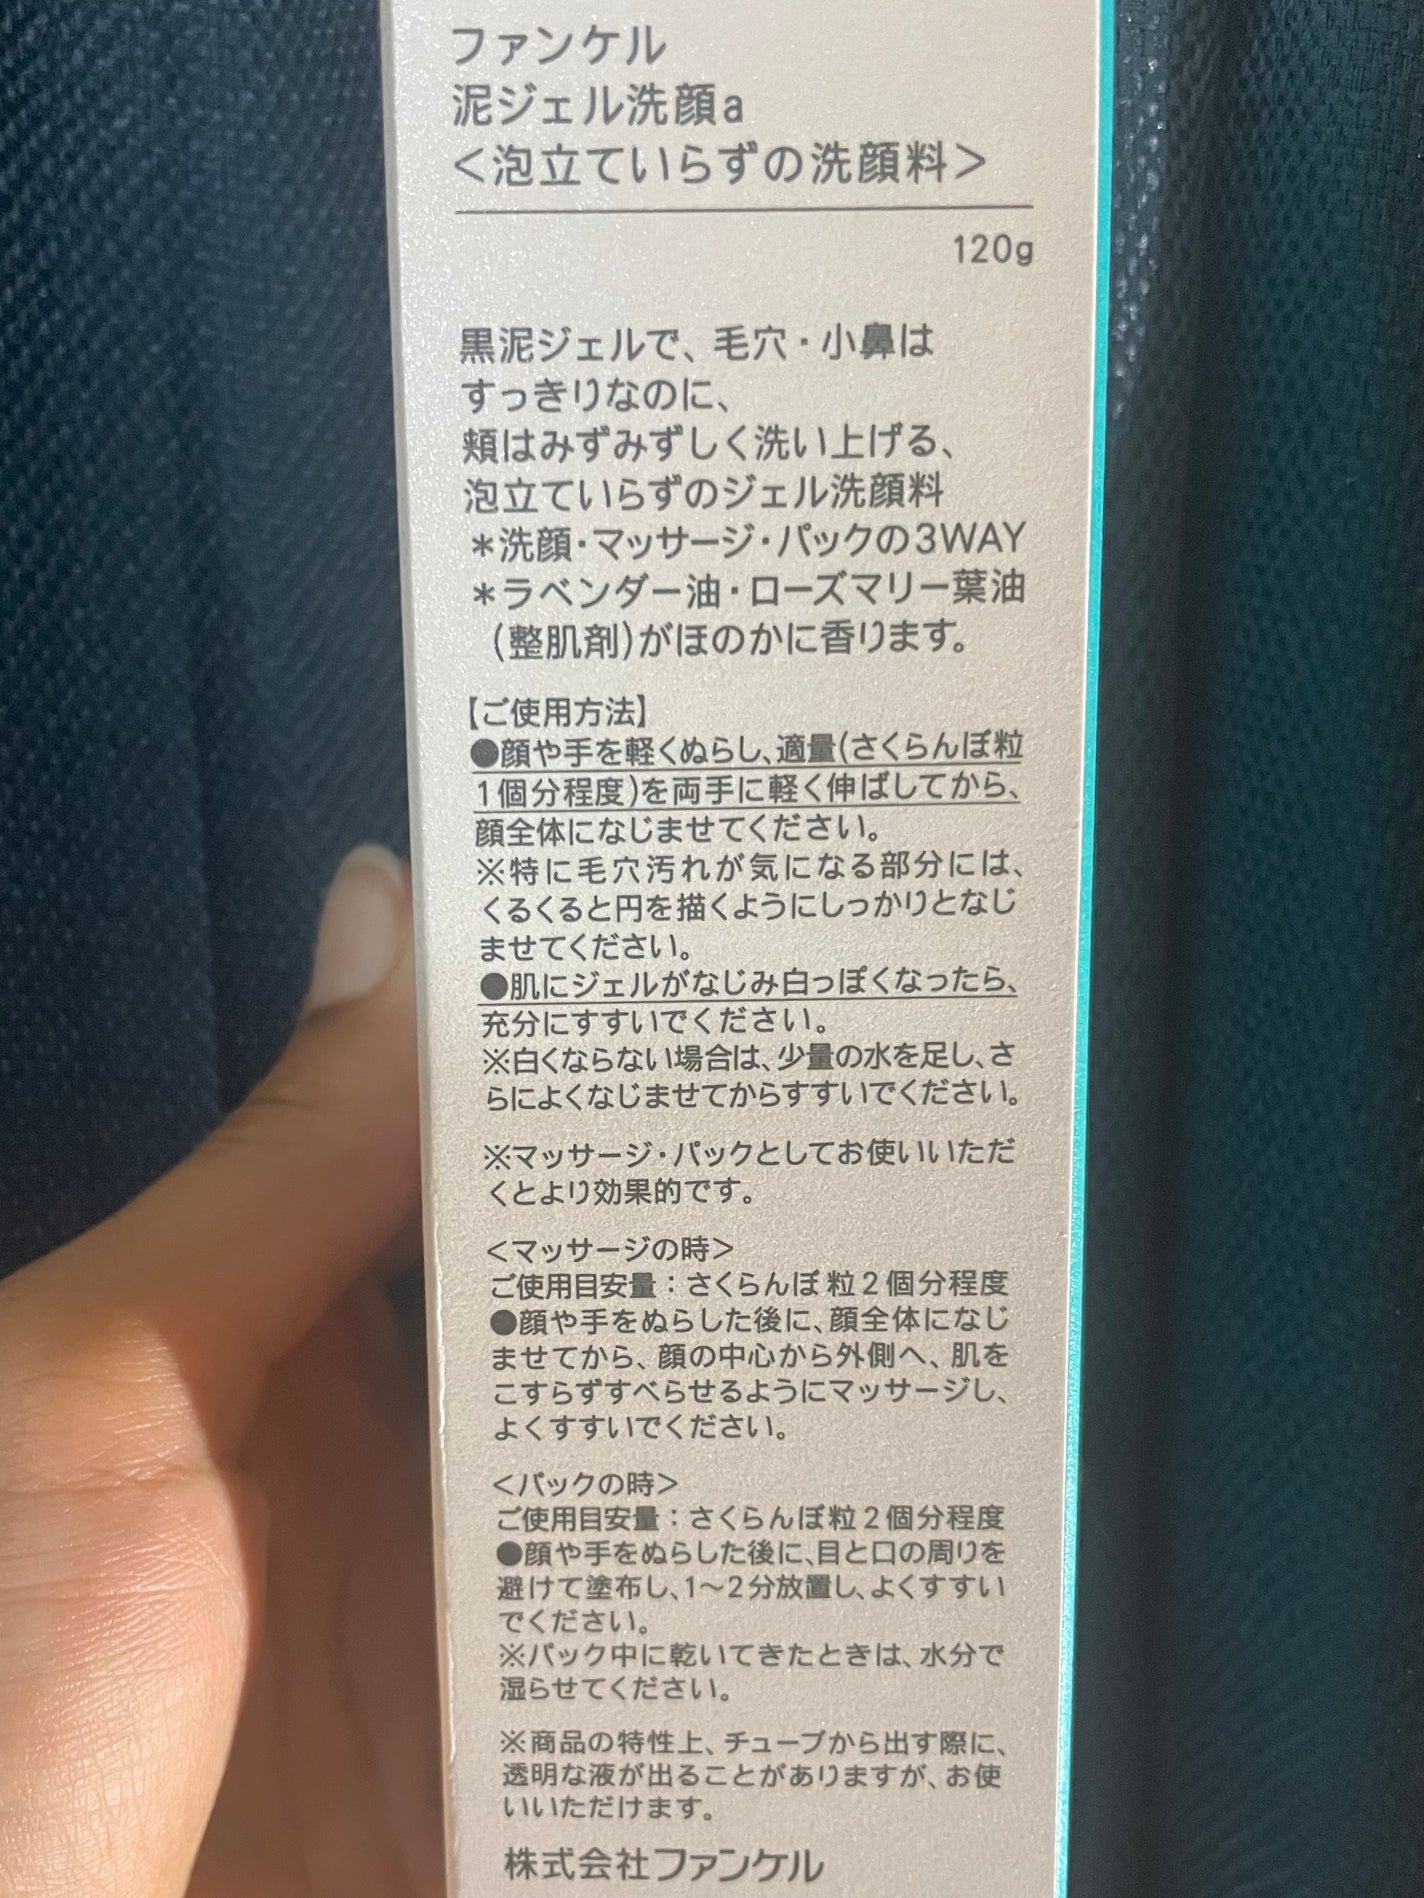 ファンケル
泥ジェル洗顔a
＜泡立ていらずの洗顔料＞
120g
黒泥ジェルで、毛穴・小鼻は
すっきりなのに、
頬はみずみずしく洗い上げる、
泡立ていらずのジェル洗顔料
＊洗顔・マッサージ・パックの3WAY
＊ラベンダー油・ローズマリー葉油
（整肌剤）がほのかに香ります。
【ご使用方法】
●顔や手を軽くぬらし、適量(さくらんぼ粒
1個分程度)を両手に軽く伸ばしてから、
顔全体になじませてください。
※特に毛穴汚れが気になる部分には、
くるくると円を描くようにしっかりとなじ
ませてください。
●肌にジェルがなじみ白っぽくなったら、
充分にすすいでください。
※白くならない場合は、少量の水を足し、さ
らによくなじませてからすすいでください。
※マッサージ・パックとしてお使いいただ
くとより効果的です。
＜マッサージの時＞
ご使用目安量：さくらんぼ粒2個分程度
●顔や手をぬらした後に、顔全体になじ
ませてから、顔の中心から外側へ、肌を
こすらずすべらせるようにマッサージし、
よくすすいでください。
＜パックの時＞
ご使用目安量：さくらんぼ粒2個分程度
●顔や手をぬらした後に、目と口の周りを
避けて塗布し、1～2分放置し、よくすすい
でください。
※パック中に乾いてきたときは、水分で
湿らせてください。
※商品の特性上、チューブから出す際に、
透明な液が出ることがありますが、お使
いいただけます。
株式会社ファンケル